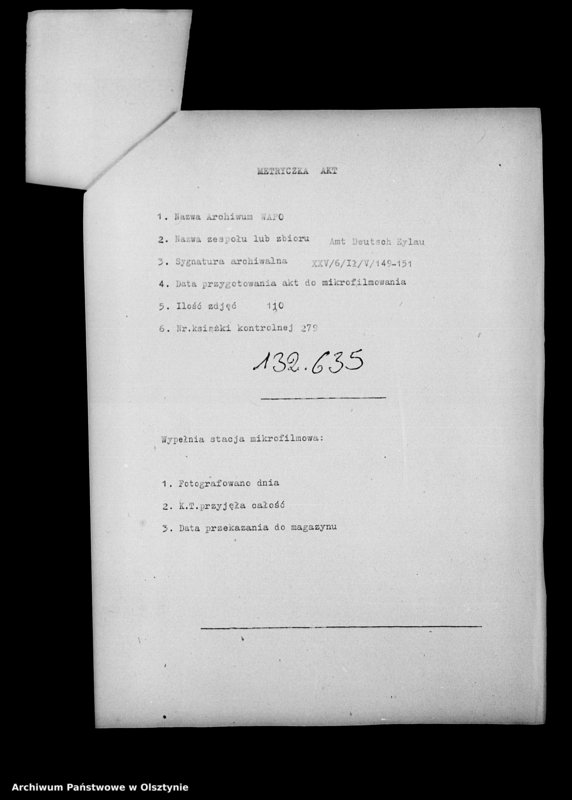 METRYCZKA AKT
1. Nazwa Archiwum WAPO
2. Nazwa zespołu lub zbioru Amt Deutsch Eylau
3. Sygnatura archiwalna XXV/6/II/V/149-151
4. Data przygotowania akt do mikrofilmowania
5. Ilość zdjęć 110
6. Nr.książki kontrolnej 279
132.635
Wypełnia stacja mikrofilmowa:
1. Fotografowano dnia
2. K.T.przyjęła całość
3. Data przekazania do magazynu
Archiwum Państwowe w Olsztynie